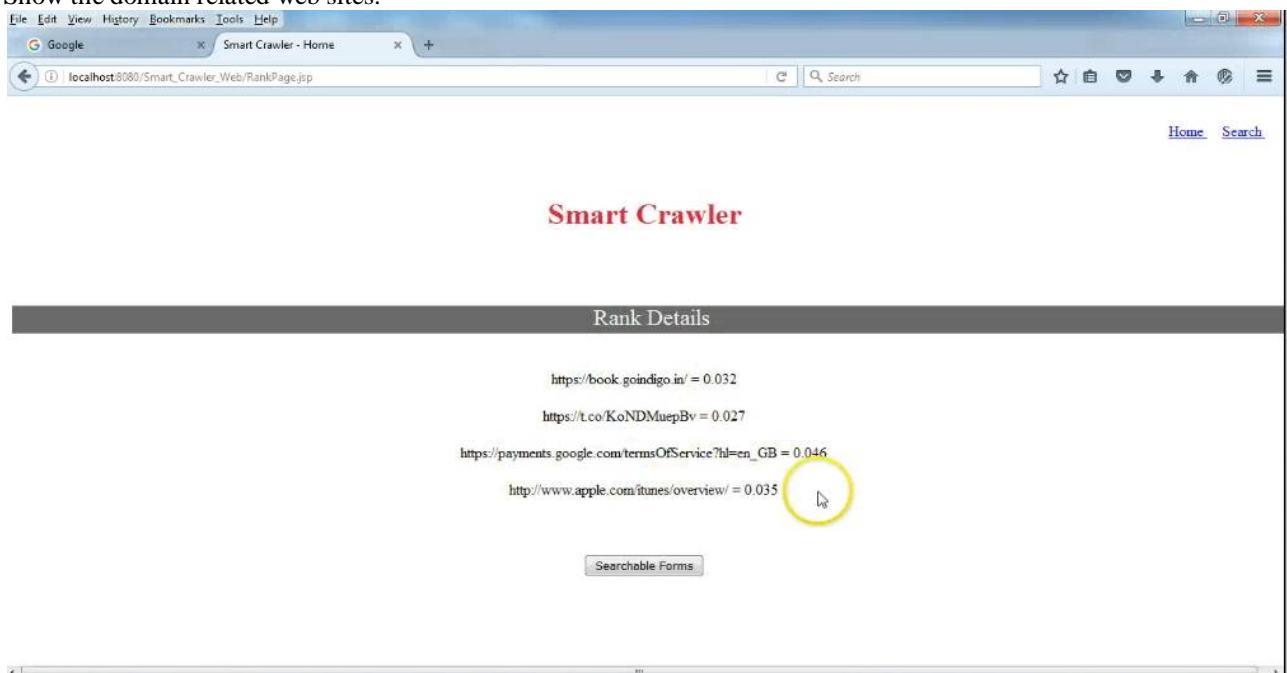 Show the domain related web sites.
File Edit View History Bookmarks Tools Help
Google Smart Crawler - Home
localhost:8080/Smart_Crawler_Web/RankPage.jsp Search
Home Search
Smart Crawler
Rank Details
https://book.goindigo.in/ = 0.032
https://t.co/KoNDMuepBv = 0.027
https://payments.google.com/termsOfService?hl=en_GB = 0.046
http://www.apple.com/itunes/overview/ = 0.035
Searchable Forms